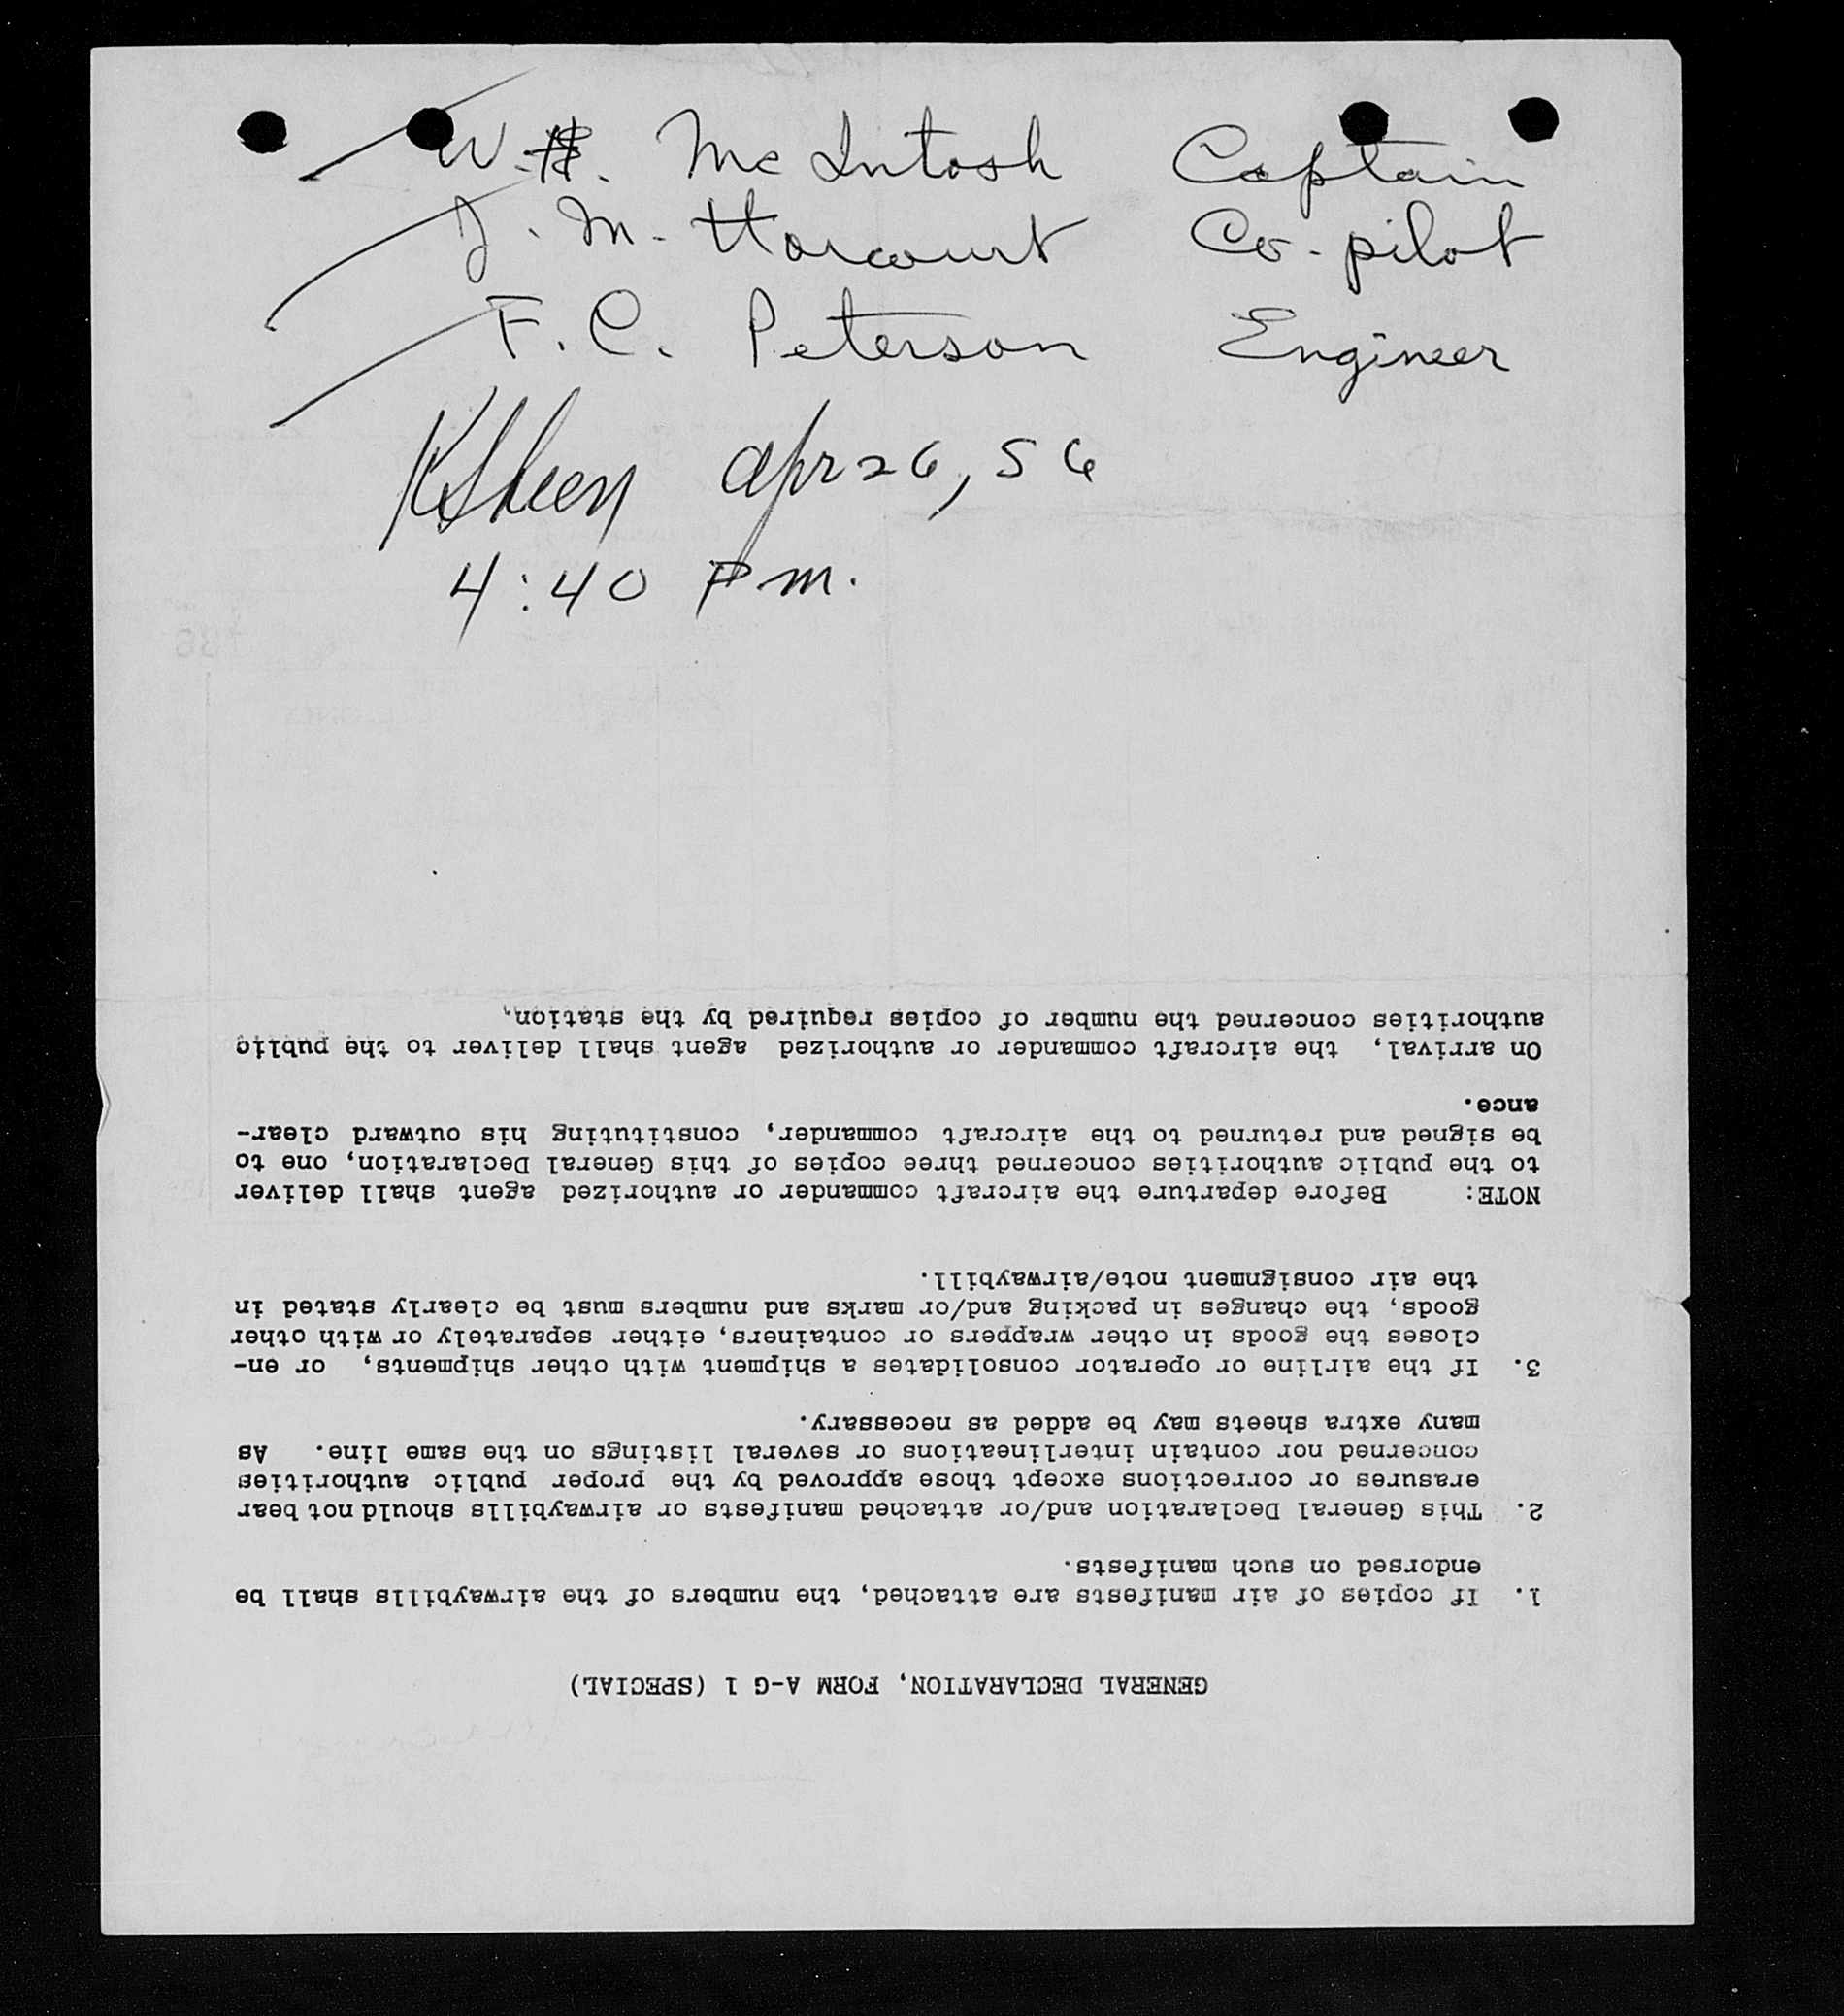 W. H. McIntosh Captain
J. M. Harcourt Co-pilot
F. C. Peterson Engineer
Apr 26, 56
4:40 Pm.
GENERAL DECLARATION, FORM A-G 1 (SPECIAL)
1. If copies of air manifests are attached, the numbers of the airwaybills shall be
endorsed on such manifests.
2. This General Declaration and/or attached manifests or airwaybills should not bear
erasures or corrections except those approved by the proper public authorities
concerned nor contain interlineations or several listings on the same line. As
many extra sheets may be added as necessary.
3. If the airline or operator consolidates a shipment with other shipments, or en-
closes the goods in other wrappers or containers, either separately or with other
goods, the changes in packing and/or marks and numbers must be clearly stated in
the air consignment note/airwaybill.
NOTE: Before departure the aircraft commander or authorized agent shall deliver
to the public authorities concerned three copies of this General Declaration, one to
be signed and returned to the aircraft commander, constituting his outward clear-
ance.
On arrival, the aircraft commander or authorized agent shall deliver to the public
authorities concerned the number of copies required by the station.